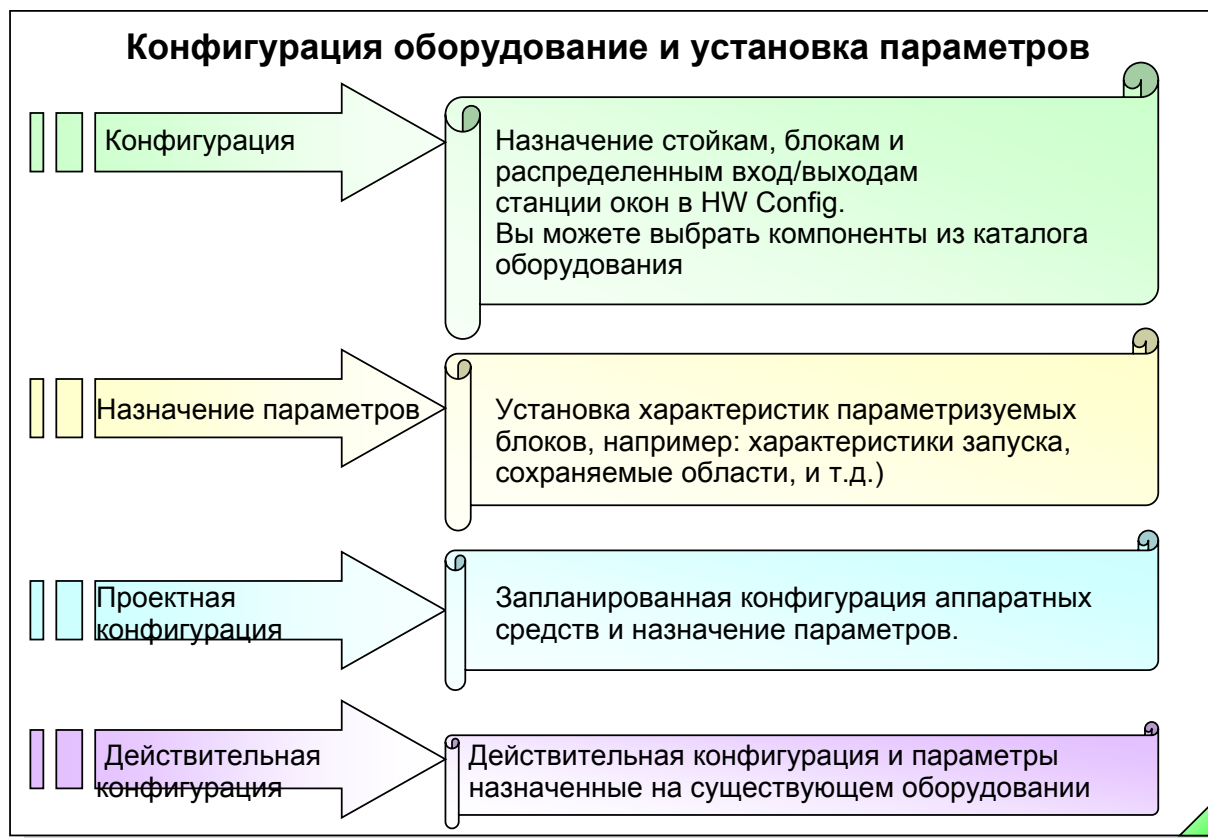 Конфигурация оборудование и установка параметров
Конфигурация
Назначение стойкам, блокам и
распределенным вход/выходам
станции окон в HW Config.
Вы можете выбрать компоненты из каталога
оборудования
Назначение параметров
Установка характеристик параметризуемых
блоков, например: характеристики запуска,
сохраняемые области, и т.д.)
Проектная
конфигурация
Запланированная конфигурация аппаратных
средств и назначение параметров.
Действительная
конфигурация
Действительная конфигурация и параметры
назначенные на существующем оборудовании